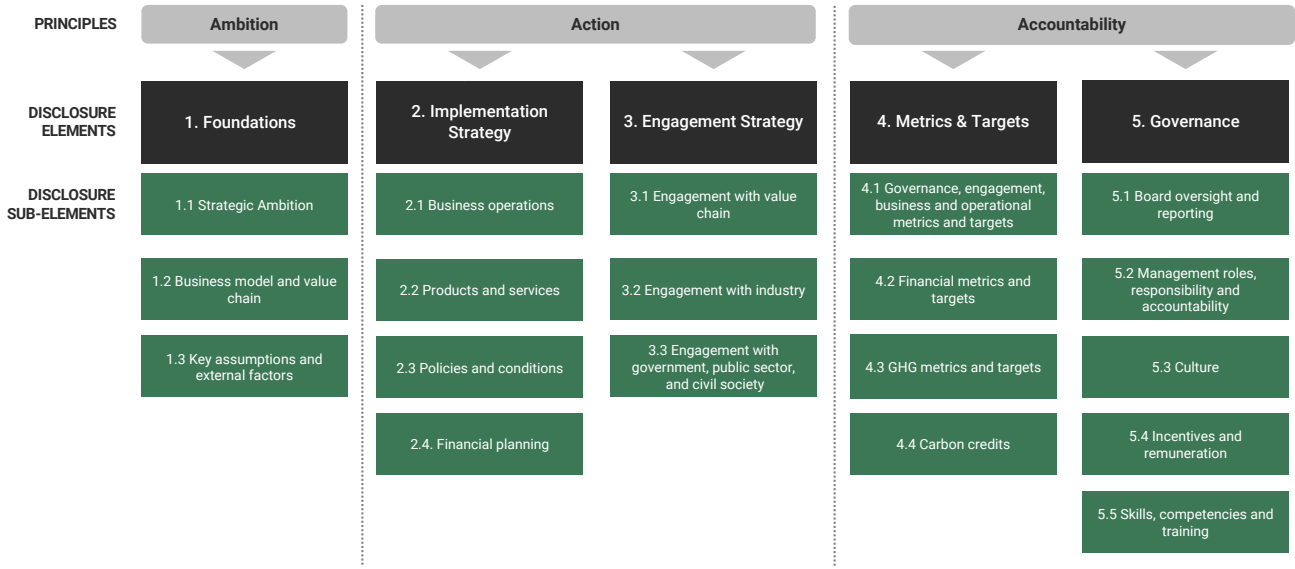 PRINCIPLES
Ambition
Action
Accountability
DISCLOSURE
ELEMENTS
1. Foundations
2. Implementation
Strategy
3. Engagement Strategy
4. Metrics & Targets
5. Governance
DISCLOSURE
SUB-ELEMENTS
1.1 Strategic Ambition
2.1 Business operations
3.1 Engagement with value
chain
4.1 Governance, engagement,
business and operational
metrics and targets
5.1 Board oversight and
reporting
1.2 Business model and value
chain
2.2 Products and services
3.2 Engagement with industry
4.2 Financial metrics and
targets
5.2 Management roles,
responsibility and
accountability
1.3 Key assumptions and
external factors
2.3 Policies and conditions
3.3 Engagement with
government, public sector,
and civil society
4.3 GHG metrics and targets
5.3 Culture
2.4. Financial planning
4.4 Carbon credits
5.4 Incentives and
remuneration
5.5 Skills, competencies and
training